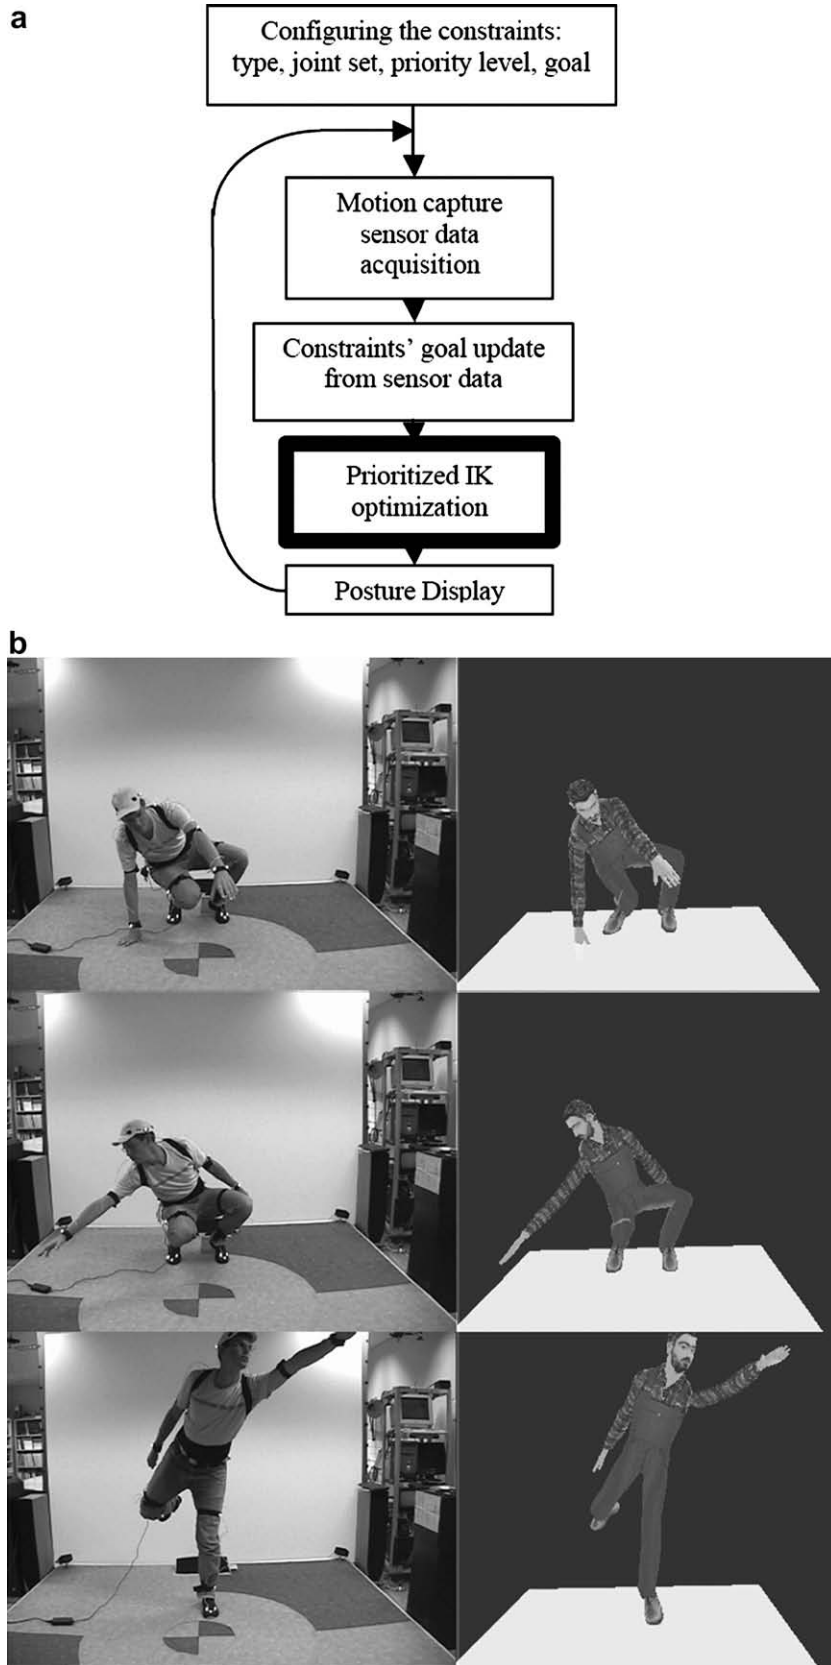 a
Configuring the constraints:
type, joint set, priority level, goal
Motion capture
sensor data
acquisition
Constraints’ goal update
from sensor data
Prioritized IK
optimization
Posture Display
b